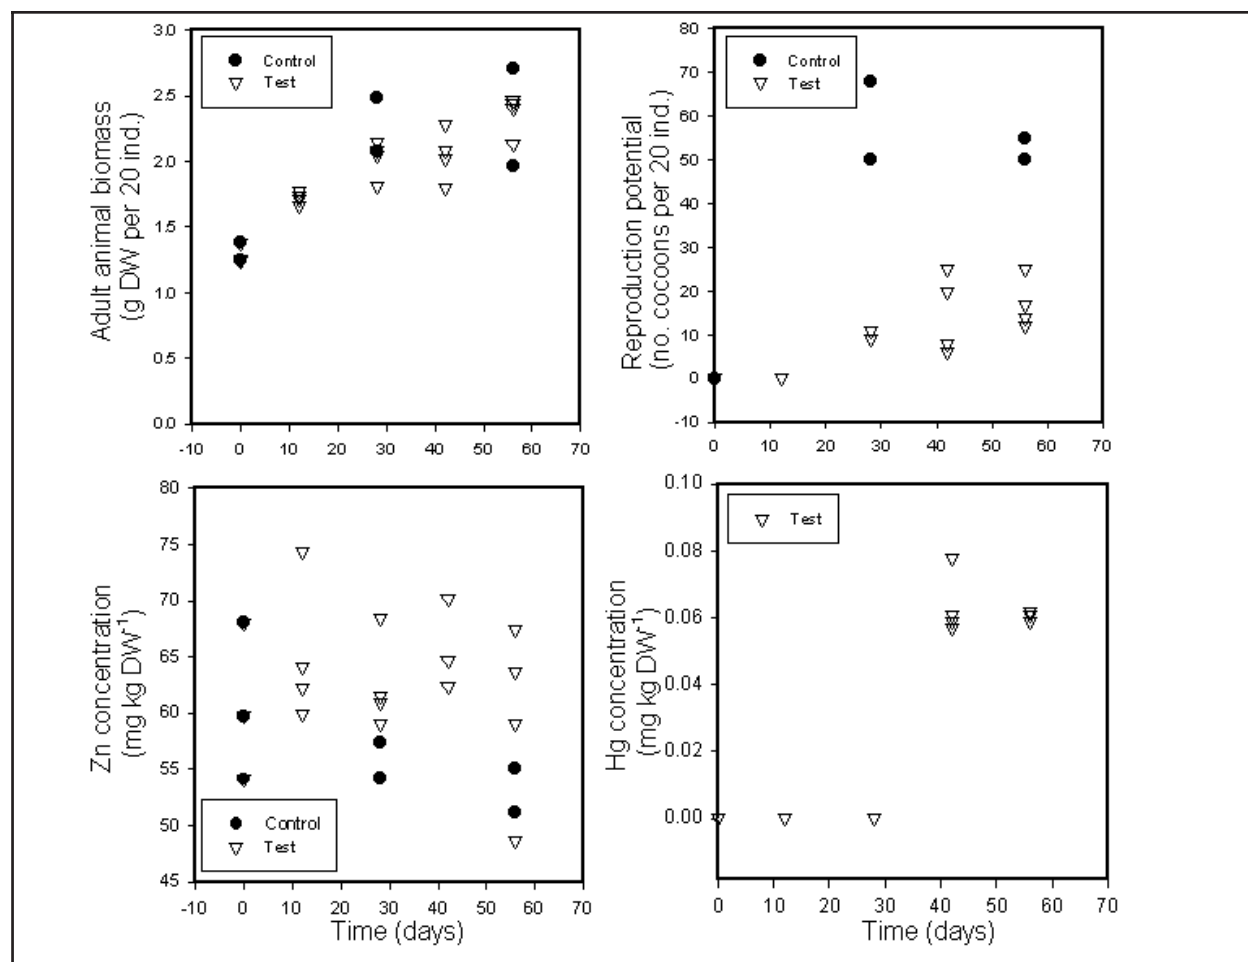 3.0
2.5
2.0
1.5
1.0
0.5
0.0
Adult animal biomass
(g DW per 20 ind.)
Control
Test
-10 0 10 20 30 40 50 60 70
80
70
60
50
40
30
20
10
0
-10
Reproduction potential
(no. cocoons per 20 ind.)
Control
Test
0 10 20 30 40 50 60 70
80
75
70
65
60
55
50
45
Zn concentration
(mg kg DW-1)
Control
Test
-10 0 10 20 30 40 50 60 70
Time (days)
0.10
0.08
0.06
0.04
0.02
0.00
Hg concentration
(mg kg DW-1)
Test
0 10 20 30 40 50 60 70
Time (days)